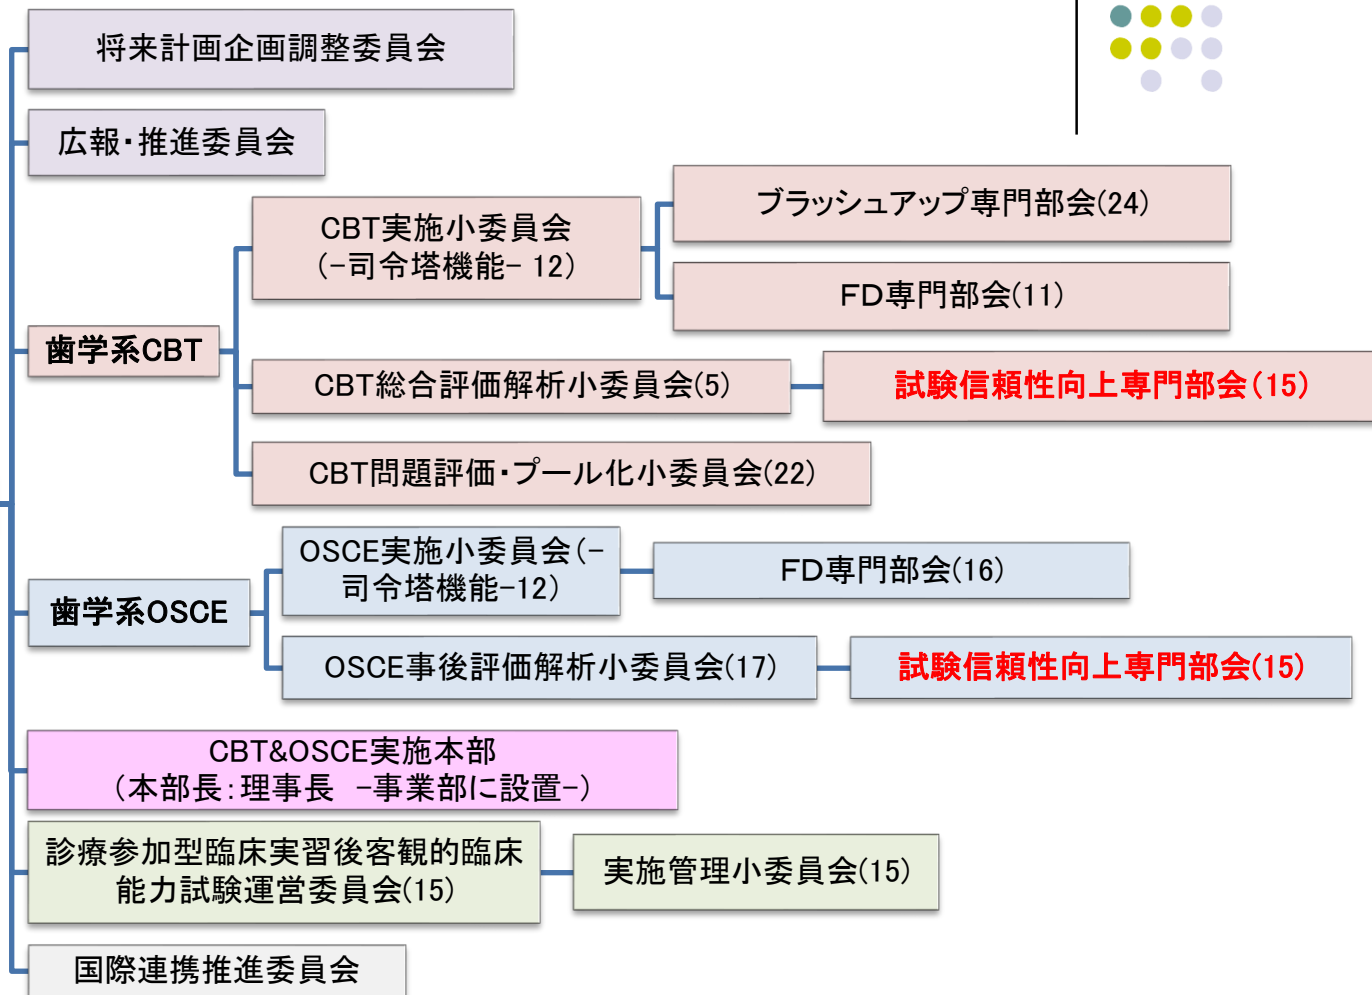 将来計画企画調整委員会
広報・推進委員会
歯学系CBT
CBT実施小委員会
(-司令塔機能- 12)
ブラッシュアップ専門部会(24)
FD専門部会(11)
CBT総合評価解析小委員会(5)
試験信頼性向上専門部会(15)
CBT問題評価・プール化小委員会(22)
歯学系OSCE
OSCE実施小委員会(-
司令塔機能-12)
FD専門部会(16)
OSCE事後評価解析小委員会(17)
試験信頼性向上専門部会(15)
CBT&OSCE実施本部
(本部長:理事長 -事業部に設置-)
診療参加型臨床実習後客観的臨床
能力試験運営委員会(15)
実施管理小委員会(15)
国際連携推進委員会